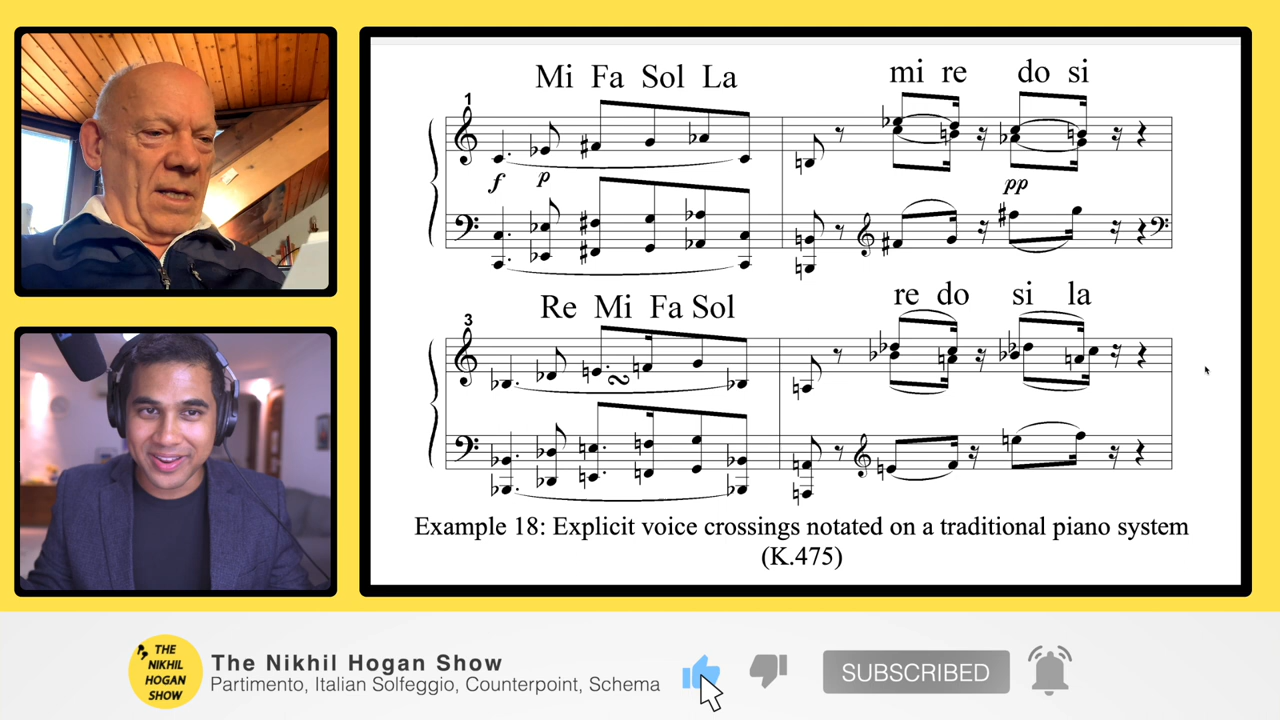 Mi Fa Sol La
mi re do si
1
f p
pp
Re Mi Fa Sol
re do si la
3
Example 18: Explicit voice crossings notated on a traditional piano system
(K.475)
THE
NIKHIL
HOGAN
SHOW
The Nikhil Hogan Show
Partimento, Italian Solfeggio, Counterpoint, Schema
SUBSCRIBED